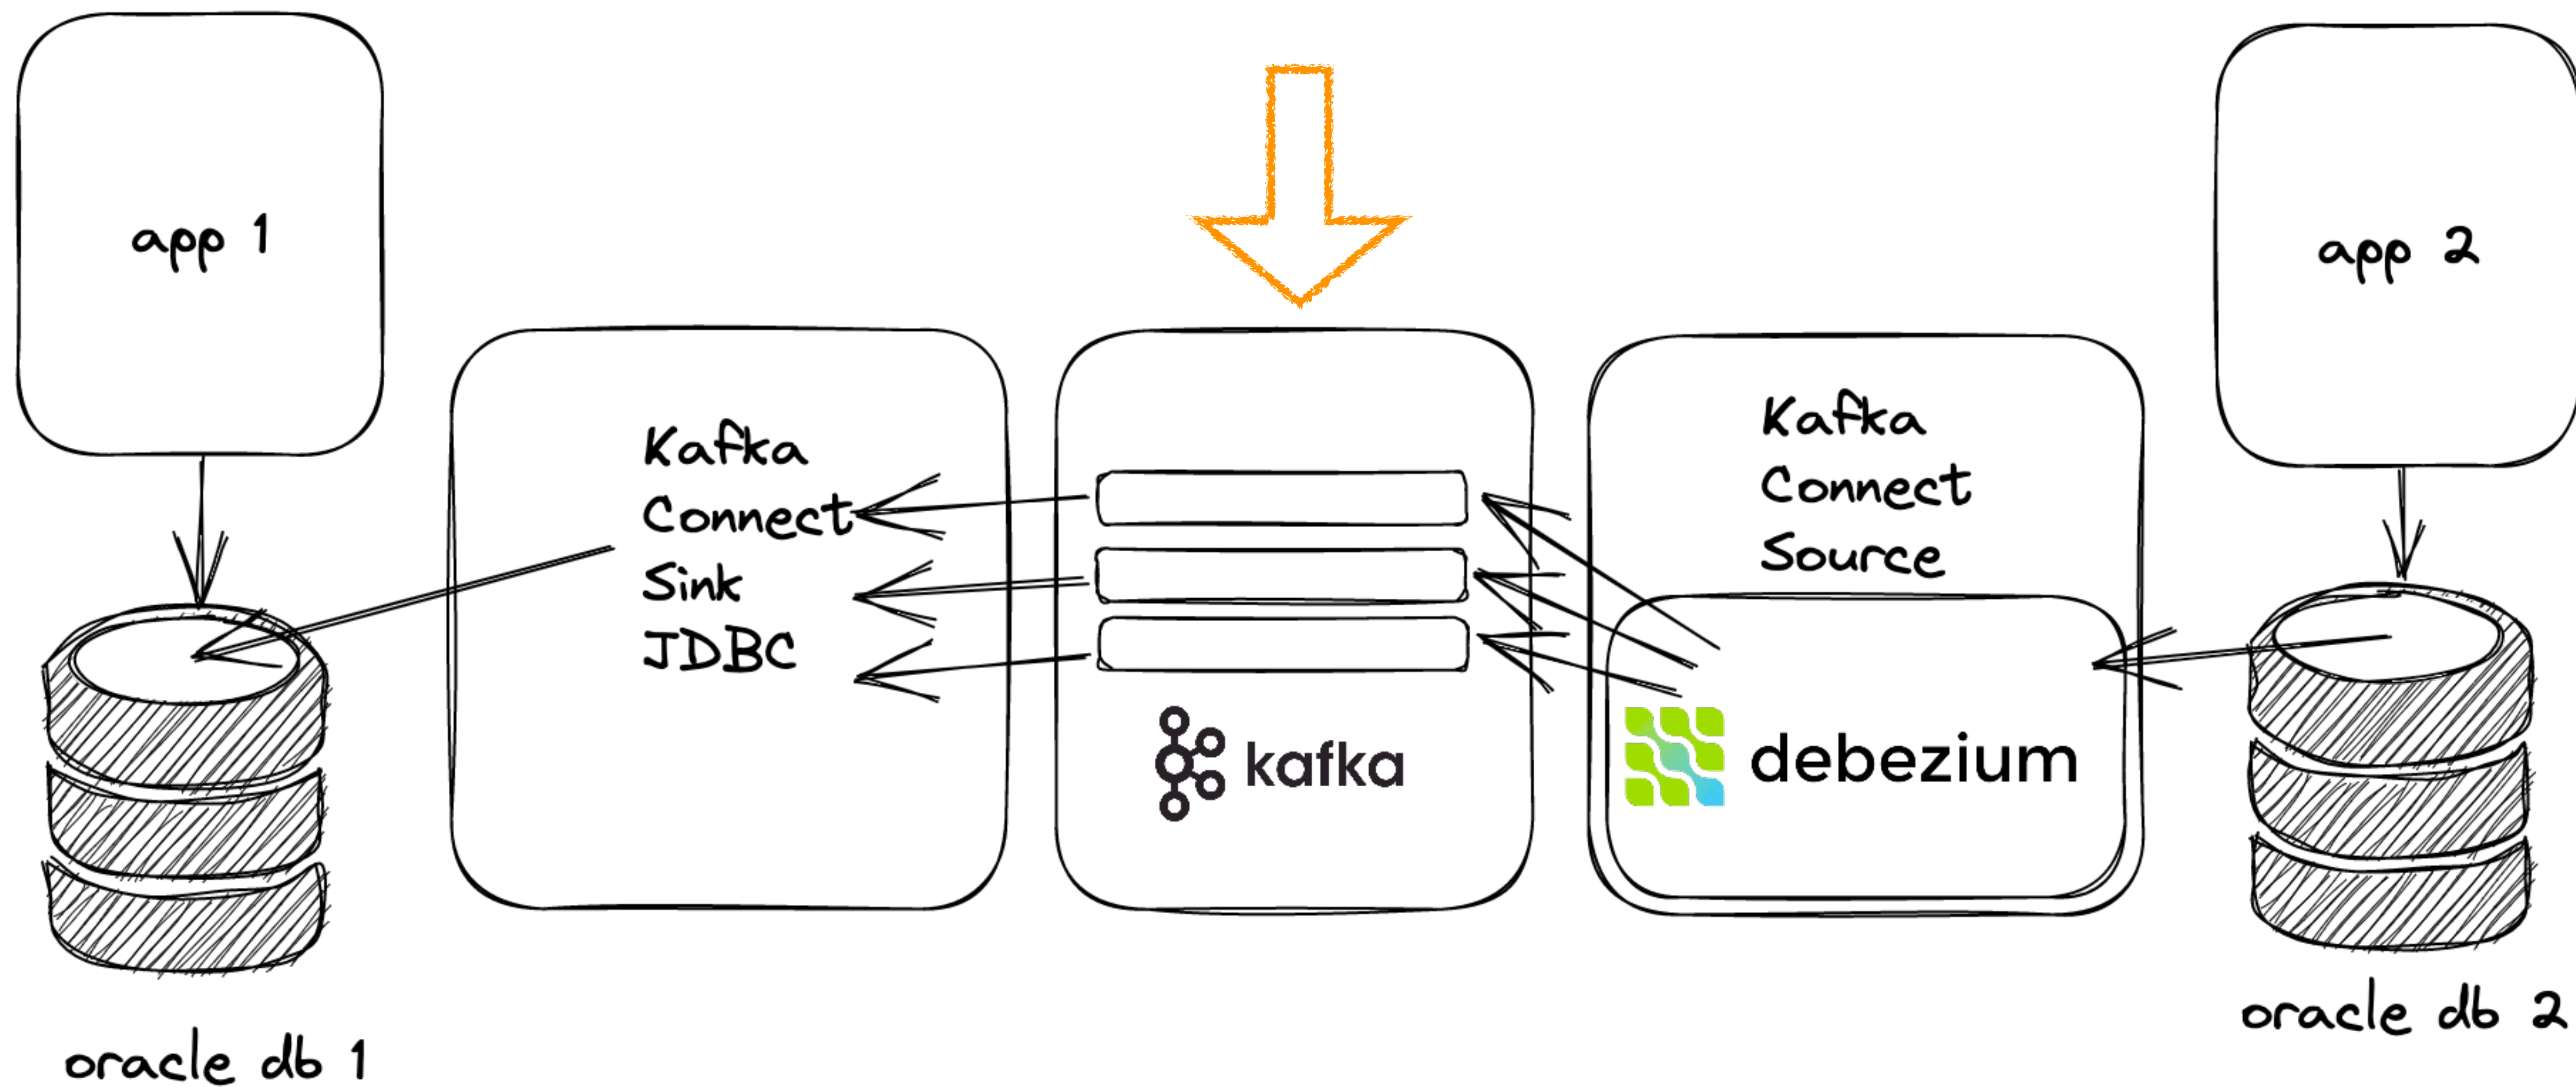 app 1
app 2
Kafka
Connect
Sink
JDBC
kafka
Kafka
Connect
Source
debezium
oracle db 1
oracle db 2